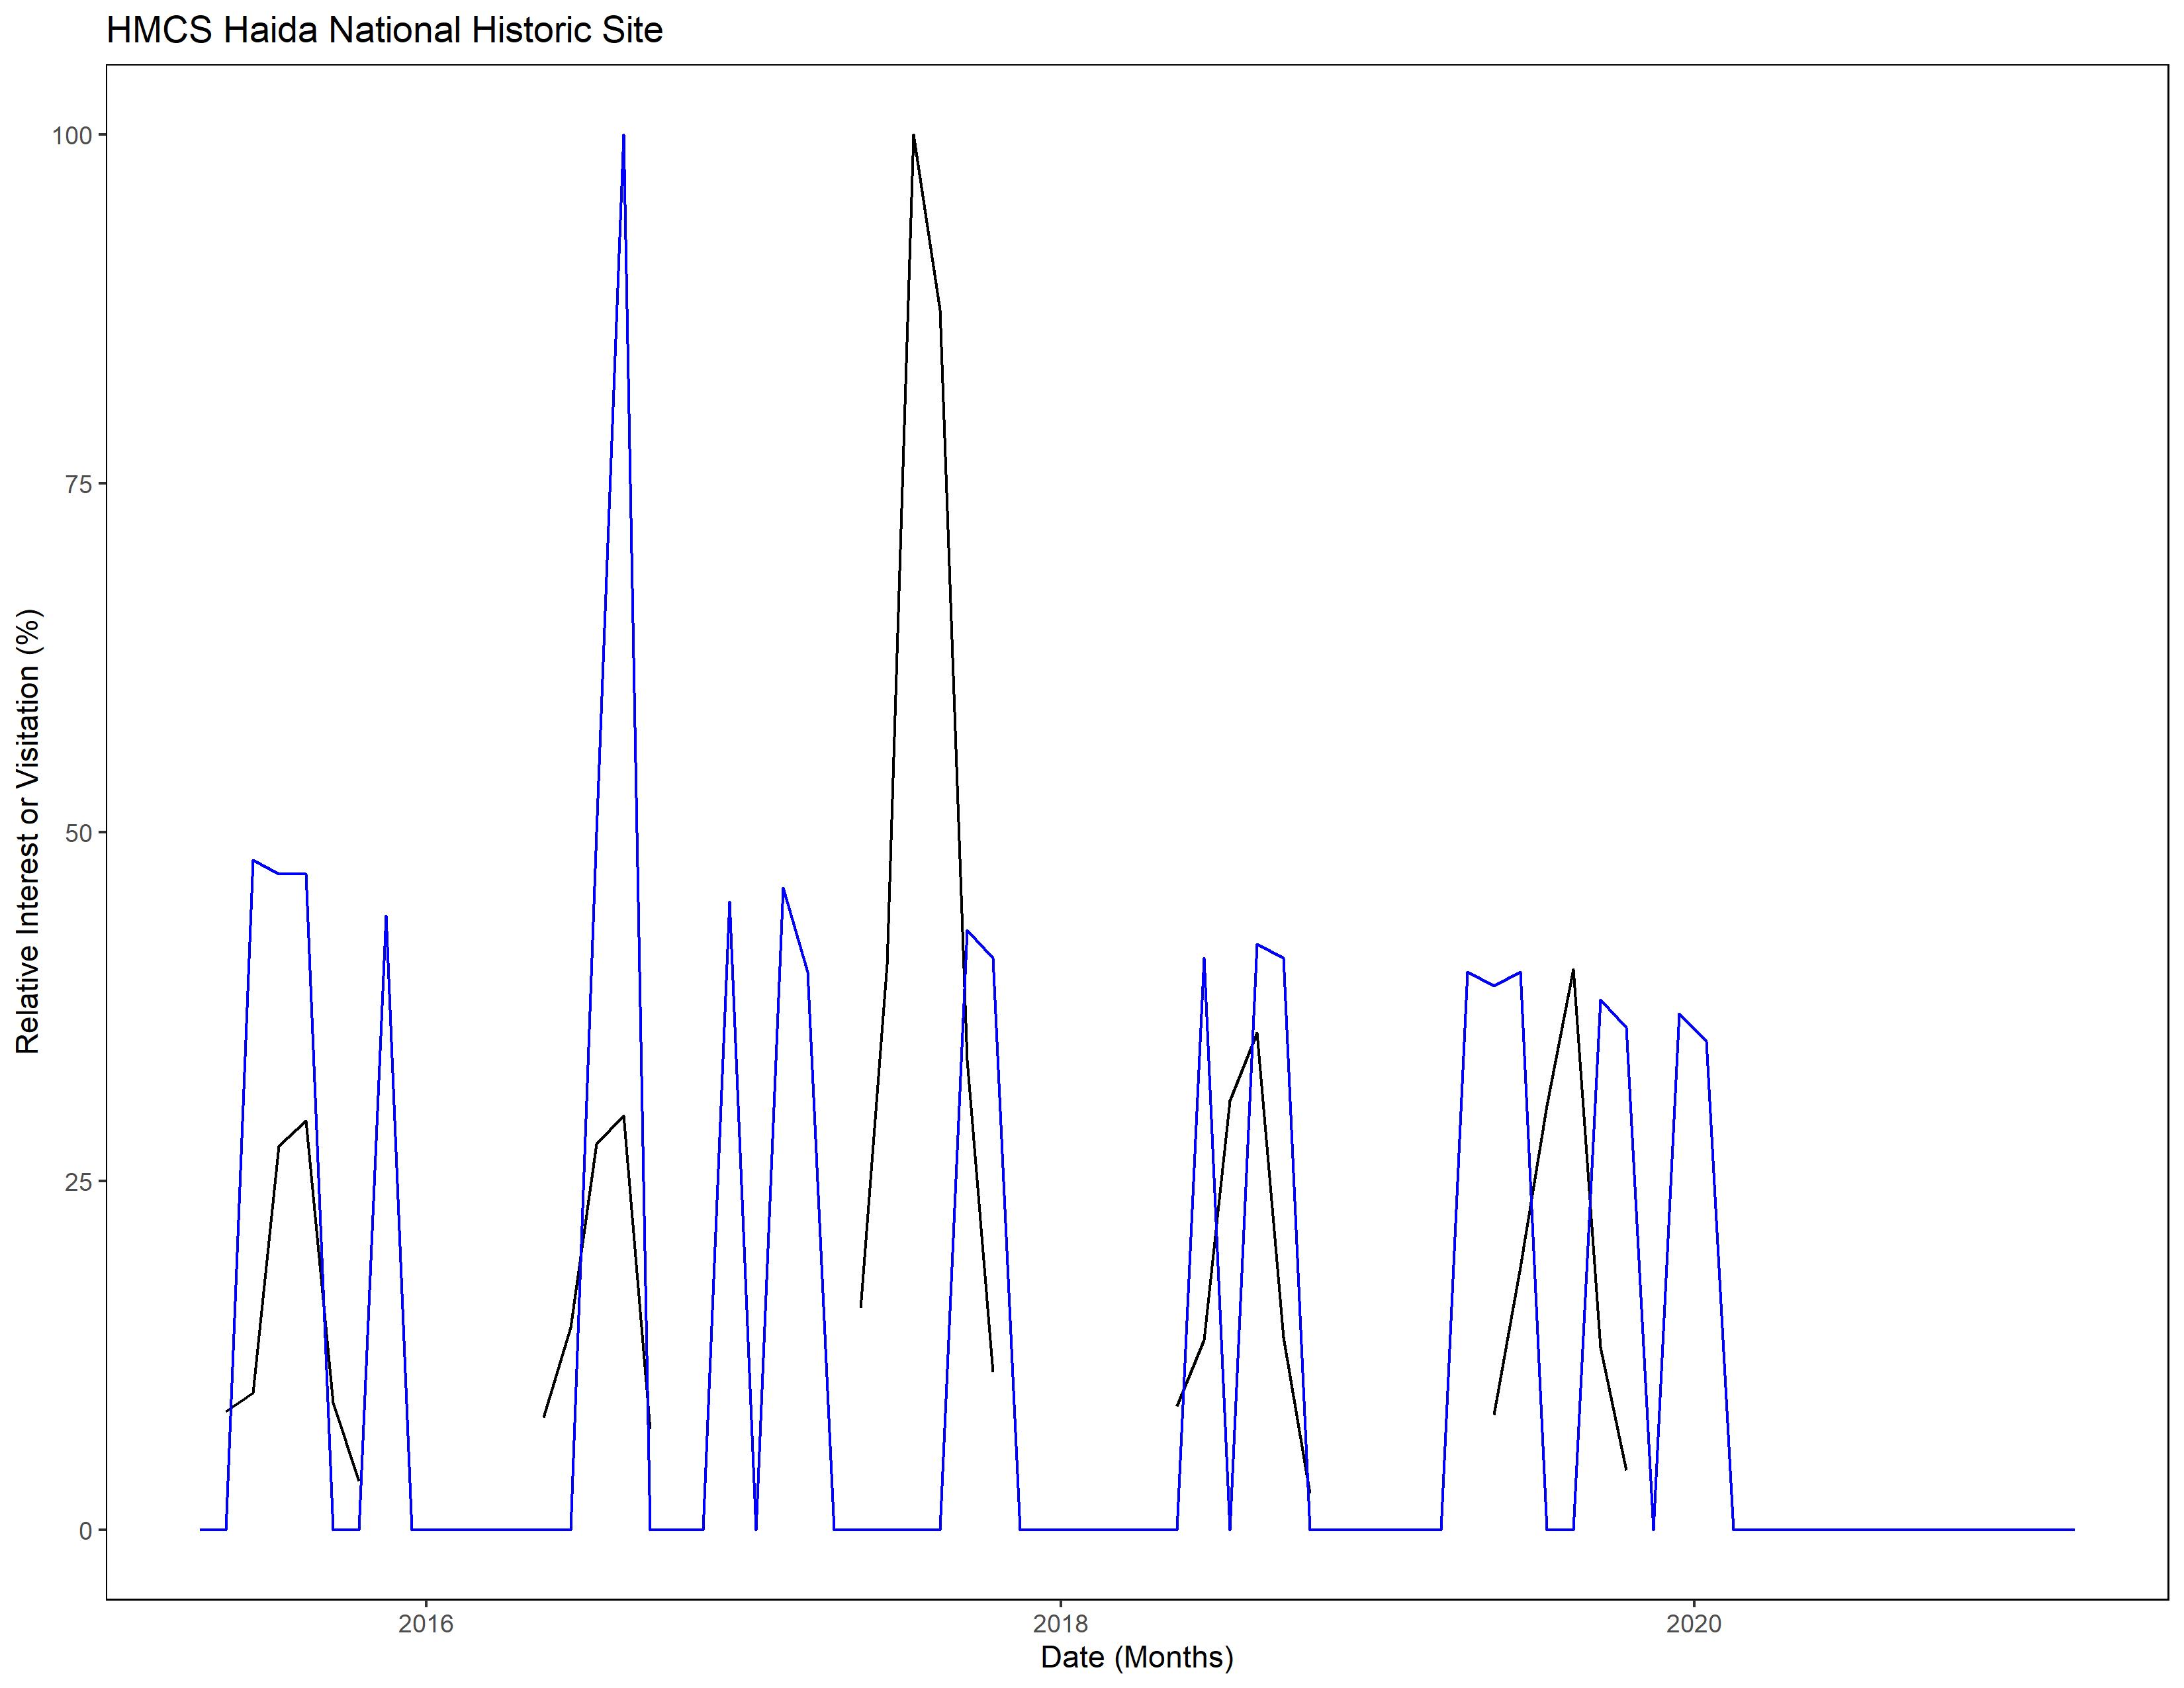 HMCS Haida National Historic Site
Relative Interest or Visitation (%)
100
75
50
25
0
2016 2018 2020
Date (Months)